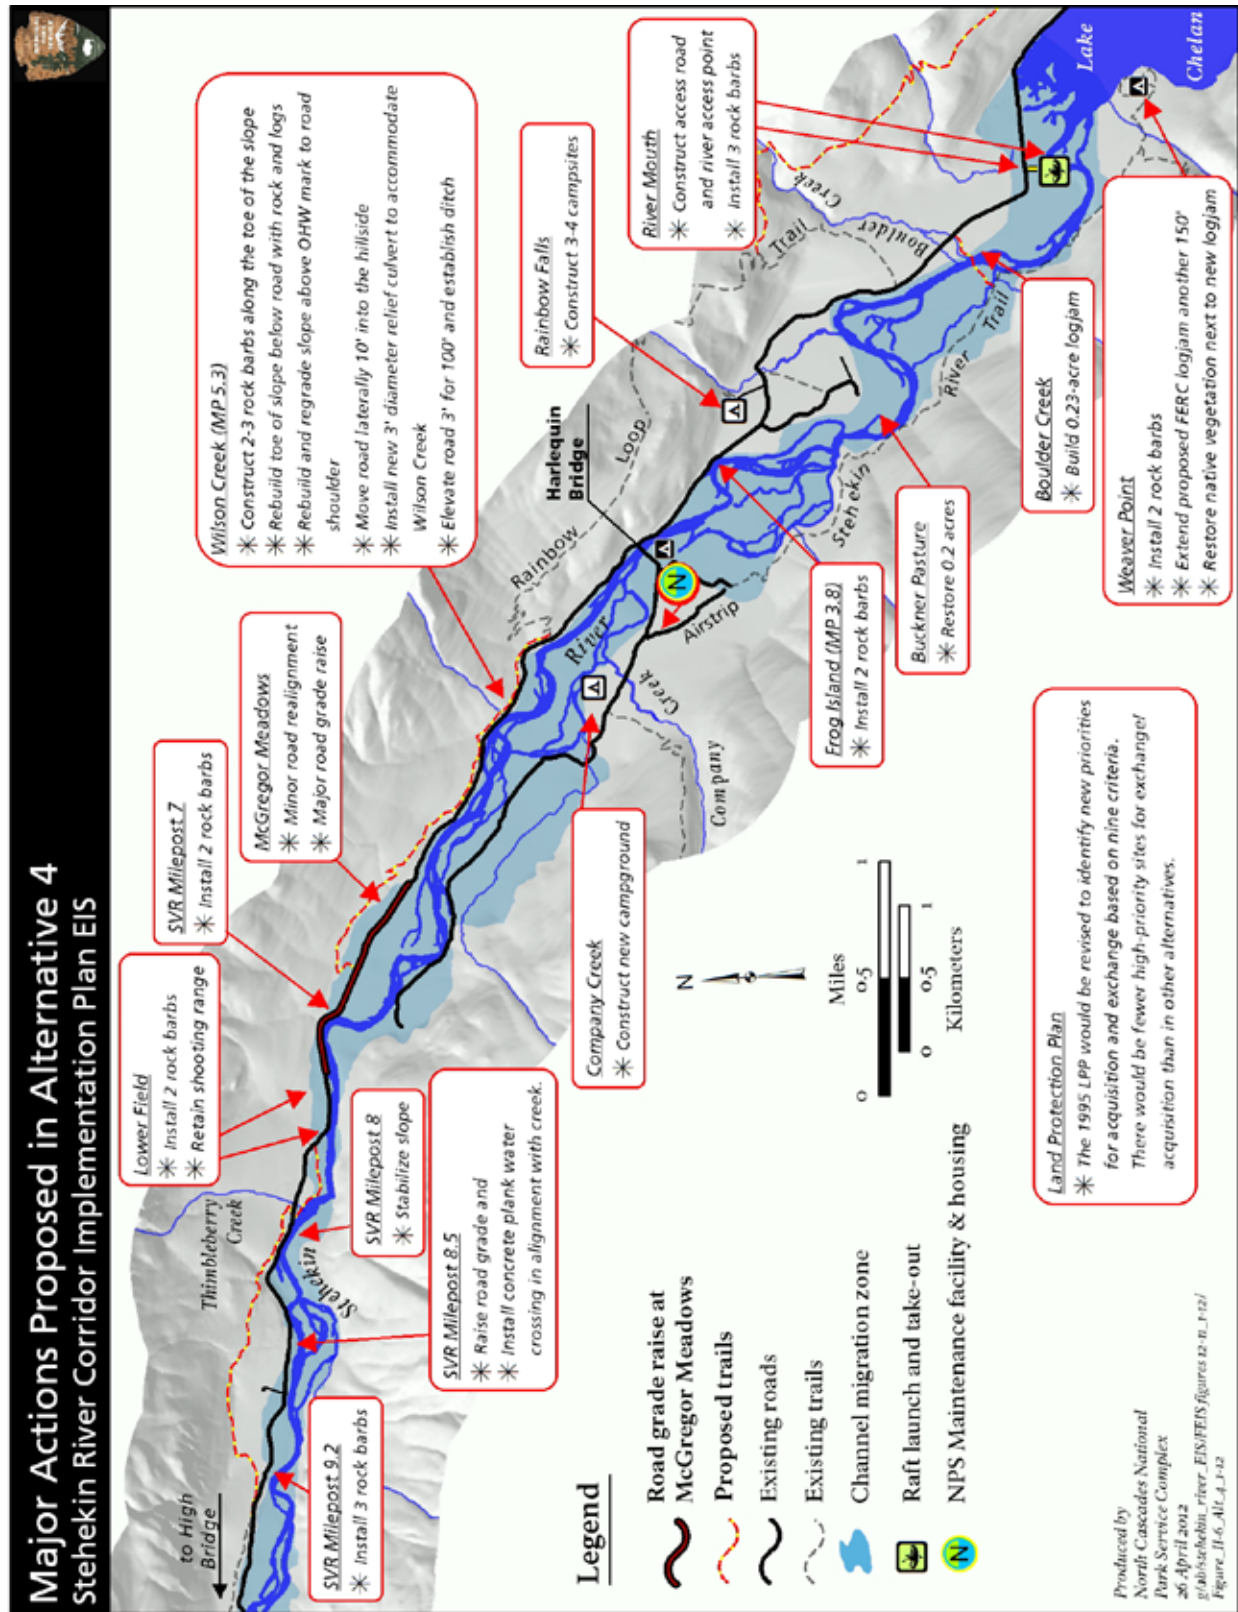 Major Actions Proposed in Alternative 4
Stehekin River Corridor Implementation Plan EIS
to High
Bridge
SVR Milepost 9.2
✳ Install 3 rock barbs
SVR Milepost 8.5
✳ Raise road grade and
✳ Install concrete plank water
crossing in alignment with creek.
SVR Milepost 8
✳ Stabilize slope
Thimbleberry
Creek
Stehekin
Lower Field
✳ Install 2 rock barbs
✳ Retain shooting range
SVR Milepost 7
✳ Install 2 rock barbs
McGregor Meadows
✳ Minor road realignment
✳ Major road grade raise
Wilson Creek (MP 5.3)
✳ Construct 2-3 rock barbs along the toe of the slope
✳ Rebuild toe of slope below road with rock and logs
✳ Rebuild and regrade slope above OHW mark to road
shoulder
✳ Move road laterally 10' into the hillside
✳ Install new 3' diameter relief culvert to accommodate
Wilson Creek
✳ Elevate road 3' for 100' and establish ditch
Rainbow Falls
✳ Construct 3-4 campsites
River Mouth
✳ Construct access road
and river access point
✳ Install 3 rock barbs
Harlequin
Bridge
Rainbow
Loop
Trail
Boulder
Creek
River
Airstrip
N
Company
Creek
Stehekin
River
Trail
Lake
Chelan
Company Creek
✳ Construct new campground
Frog Island (MP 3.8)
✳ Install 2 rock barbs
Buckner Pasture
✳ Restore 0.2 acres
Boulder Creek
✳ Build 0.23-acre logjam
Weaver Point
✳ Install 2 rock barbs
✳ Extend proposed FERC logjam another 150'
✳ Restore native vegetation next to new logjam
N
Miles
0 0.5 1
0 0.5 1
Kilometers
Land Protection Plan
✳ The 1995 LPP would be revised to identify new priorities
for acquisition and exchange based on nine criteria.
There would be fewer high-priority sites for exchange/
acquisition than in other alternatives.
Legend
Road grade raise at
McGregor Meadows
Proposed trails
Existing roads
Existing trails
Channel migration zone
Raft launch and take-out
N
NPS Maintenance facility & housing
Produced by
North Cascades National
Park Service Complex
26 April 2012